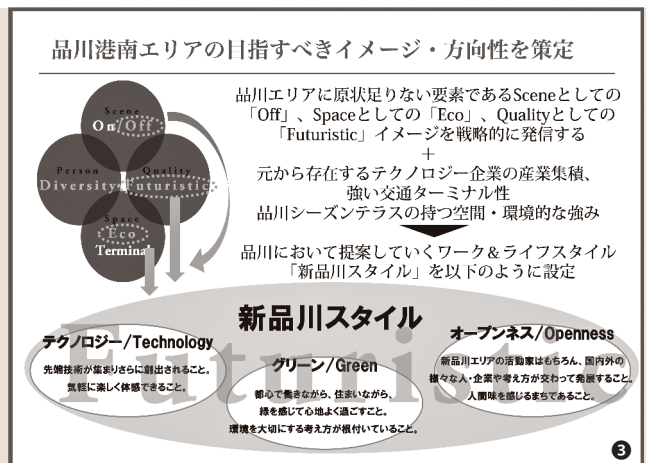 品川港南エリアの目指すべきイメージ・方向性を策定
Scene
On/Off
Person
Diversity
Quality
Futuristic
Space
Eco
Terminal
品川エリアに原状足りない要素であるSceneとしての
「Off」、Spaceとしての「Eco」、Qualityとしての
「Futuristic」イメージを戦略的に発信する
+
元から存在するテクノロジー企業の産業集積、
強い交通ターミナル性
品川シーズンテラスの持つ空間・環境的な強み
品川において提案していくワーク&ライフスタイル
「新品川スタイル」を以下のように設定
Futuristic
新品川スタイル
テクノロジー/Technology
先端技術が集まりさらに創出されること。
気軽に楽しく体感できること。
グリーン/Green
都心で働きながら、住まいながら、
緑を感じて心地よく過ごすこと。
環境を大切にする考え方が根付いていること。
オープンネス/Openness
新品川エリアの活動家はもちろん、国内外の
様々な人・企業や考え方が交わって発展すること。
人間味を感じるまちであること。
❸